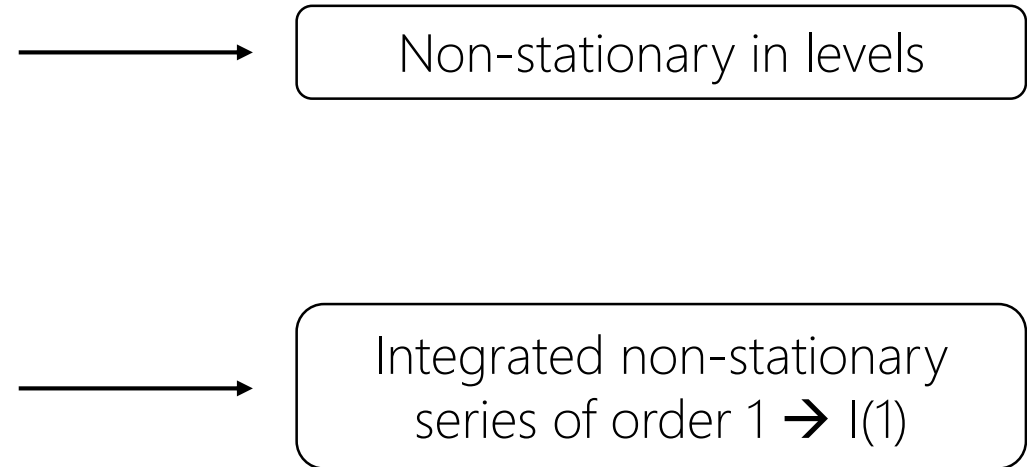 Non-stationary in levels
Integrated non-stationary
series of order 1 → I(1)